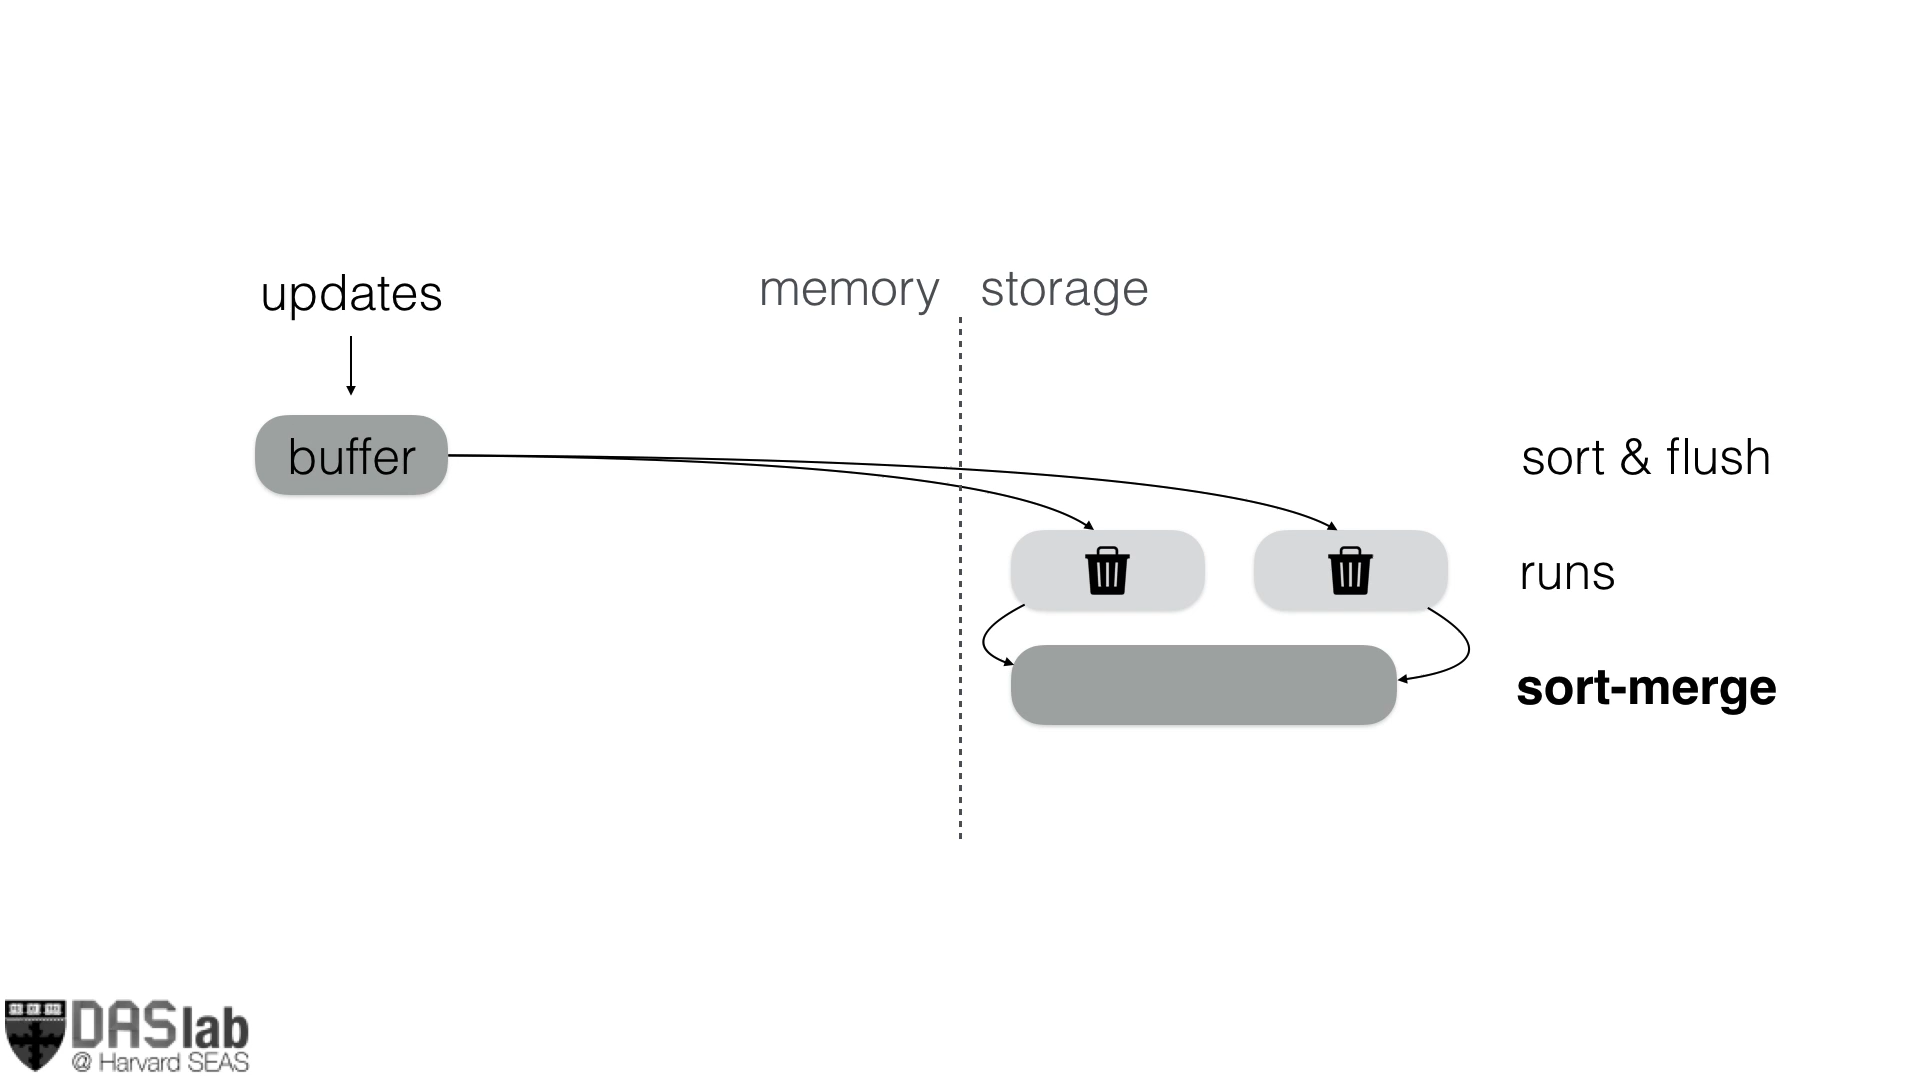 updates
memory
storage
buffer
sort & flush
runs
sort-merge
DASlab
@ Harvard SEAS